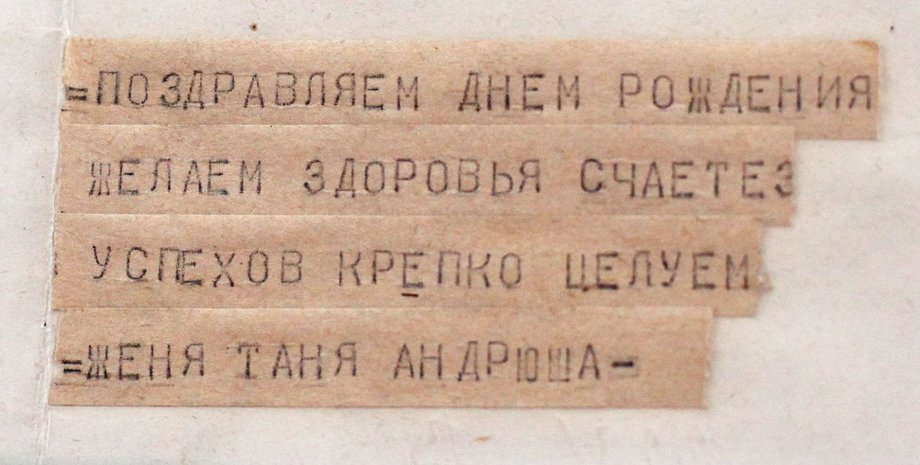 =ПОЗДРАВЛЯЕМ ДНЕМ РОЖДЕНИЯ
ЖЕЛАЕМ ЗДОРОВЬЯ СЧАЕТЕЗ
УСПЕХОВ КРЕПКО ЦЕЛУЕМ
=ЖЕНЯ ТАНЯ АНДРЮША-